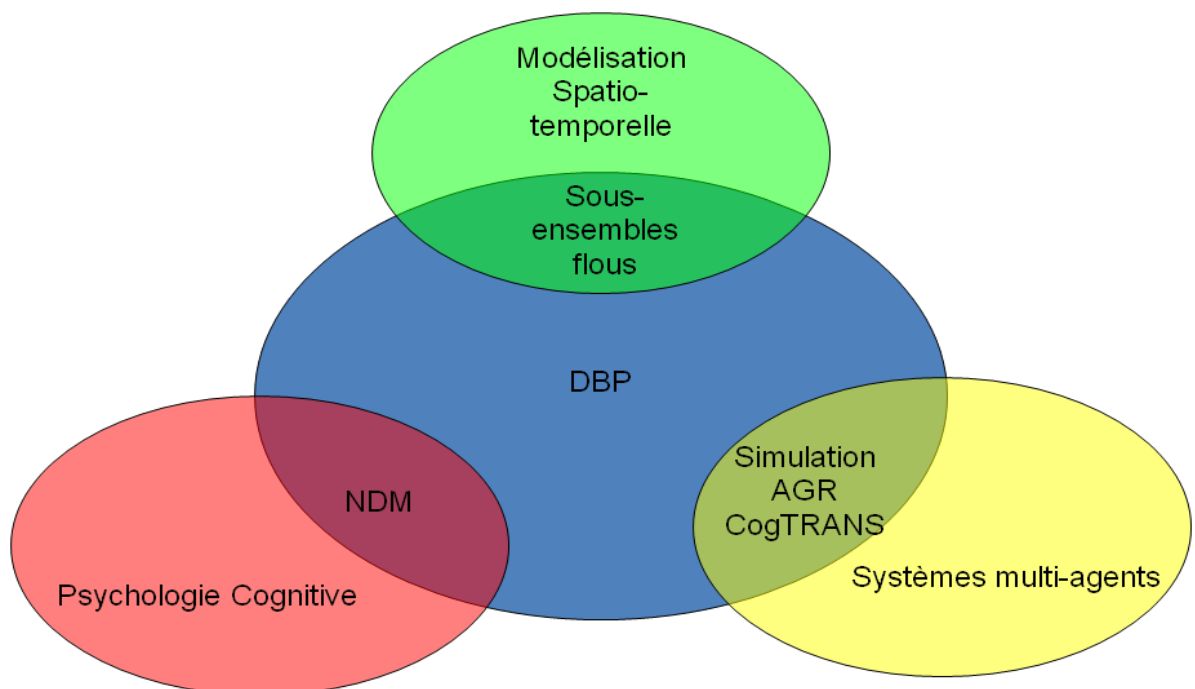 Modélisation
Spatio-
temporelle
Sous-
ensembles
flous
DBP
NDM
Simulation
AGR
CogTRANS
Psychologie Cognitive
Systèmes multi-agents